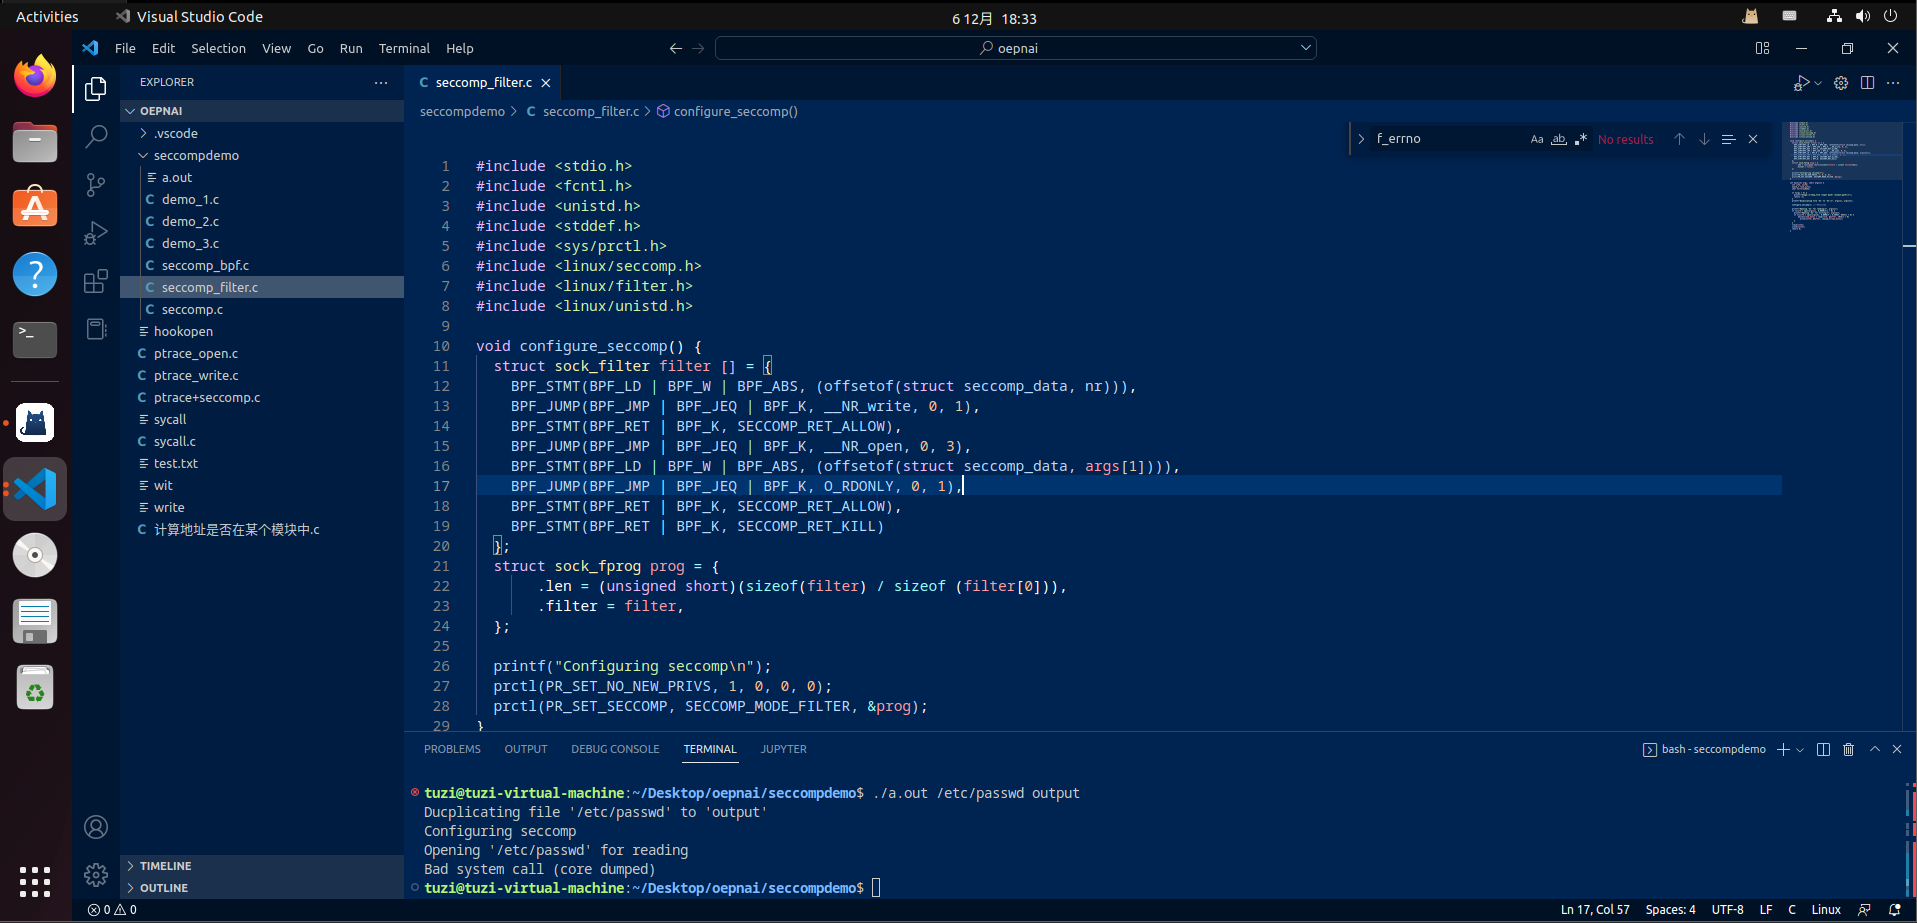 Activities
Visual Studio Code
6 12月 18:33
File Edit Selection View Go Run Terminal Help
oepnai
EXPLORER
OEPNAI
.vscode
seccompdemo
a.out
demo_1.c
demo_2.c
demo_3.c
seccomp_bpf.c
seccomp_filter.c
seccomp.c
hookopen
ptrace_open.c
ptrace_write.c
ptrace+seccomp.c
sycall
sycall.c
test.txt
wit
write
计算地址是否在某个模块中.c
TIMELINE
OUTLINE
seccomp_filter.c
seccompdemo > C seccomp_filter.c > configure_seccomp()
f_errno
Aa ab .* No results
1 #include <stdio.h>
2 #include <fcntl.h>
3 #include <unistd.h>
4 #include <stddef.h>
5 #include <sys/prctl.h>
6 #include <linux/seccomp.h>
7 #include <linux/filter.h>
8 #include <linux/unistd.h>
9
10 void configure_seccomp() {
11 struct sock_filter filter [] = {
12 BPF_STMT(BPF_LD | BPF_W | BPF_ABS, (offsetof(struct seccomp_data, nr))),
13 BPF_JUMP(BPF_JMP | BPF_JEQ | BPF_K, __NR_write, 0, 1),
14 BPF_STMT(BPF_RET | BPF_K, SECCOMP_RET_ALLOW),
15 BPF_JUMP(BPF_JMP | BPF_JEQ | BPF_K, __NR_open, 0, 3),
16 BPF_STMT(BPF_LD | BPF_W | BPF_ABS, (offsetof(struct seccomp_data, args[1]))),
17 BPF_JUMP(BPF_JMP | BPF_JEQ | BPF_K, O_RDONLY, 0, 1),
18 BPF_STMT(BPF_RET | BPF_K, SECCOMP_RET_ALLOW),
19 BPF_STMT(BPF_RET | BPF_K, SECCOMP_RET_KILL)
20 };
21 struct sock_fprog prog = {
22 .len = (unsigned short)(sizeof(filter) / sizeof (filter[0])),
23 .filter = filter,
24 };
25
26 printf("Configuring seccomp\n");
27 prctl(PR_SET_NO_NEW_PRIVS, 1, 0, 0, 0);
28 prctl(PR_SET_SECCOMP, SECCOMP_MODE_FILTER, &prog);
29 }
PROBLEMS OUTPUT DEBUG CONSOLE TERMINAL JUPYTER
bash - seccompdemo
tuzi@tuzi-virtual-machine:~/Desktop/oepnai/seccompdemo$ ./a.out /etc/passwd output
Ducplicating file '/etc/passwd' to 'output'
Configuring seccomp
Opening '/etc/passwd' for reading
Bad system call (core dumped)
tuzi@tuzi-virtual-machine:~/Desktop/oepnai/seccompdemo$
0 0
Ln 17, Col 57 Spaces: 4 UTF-8 LF C Linux